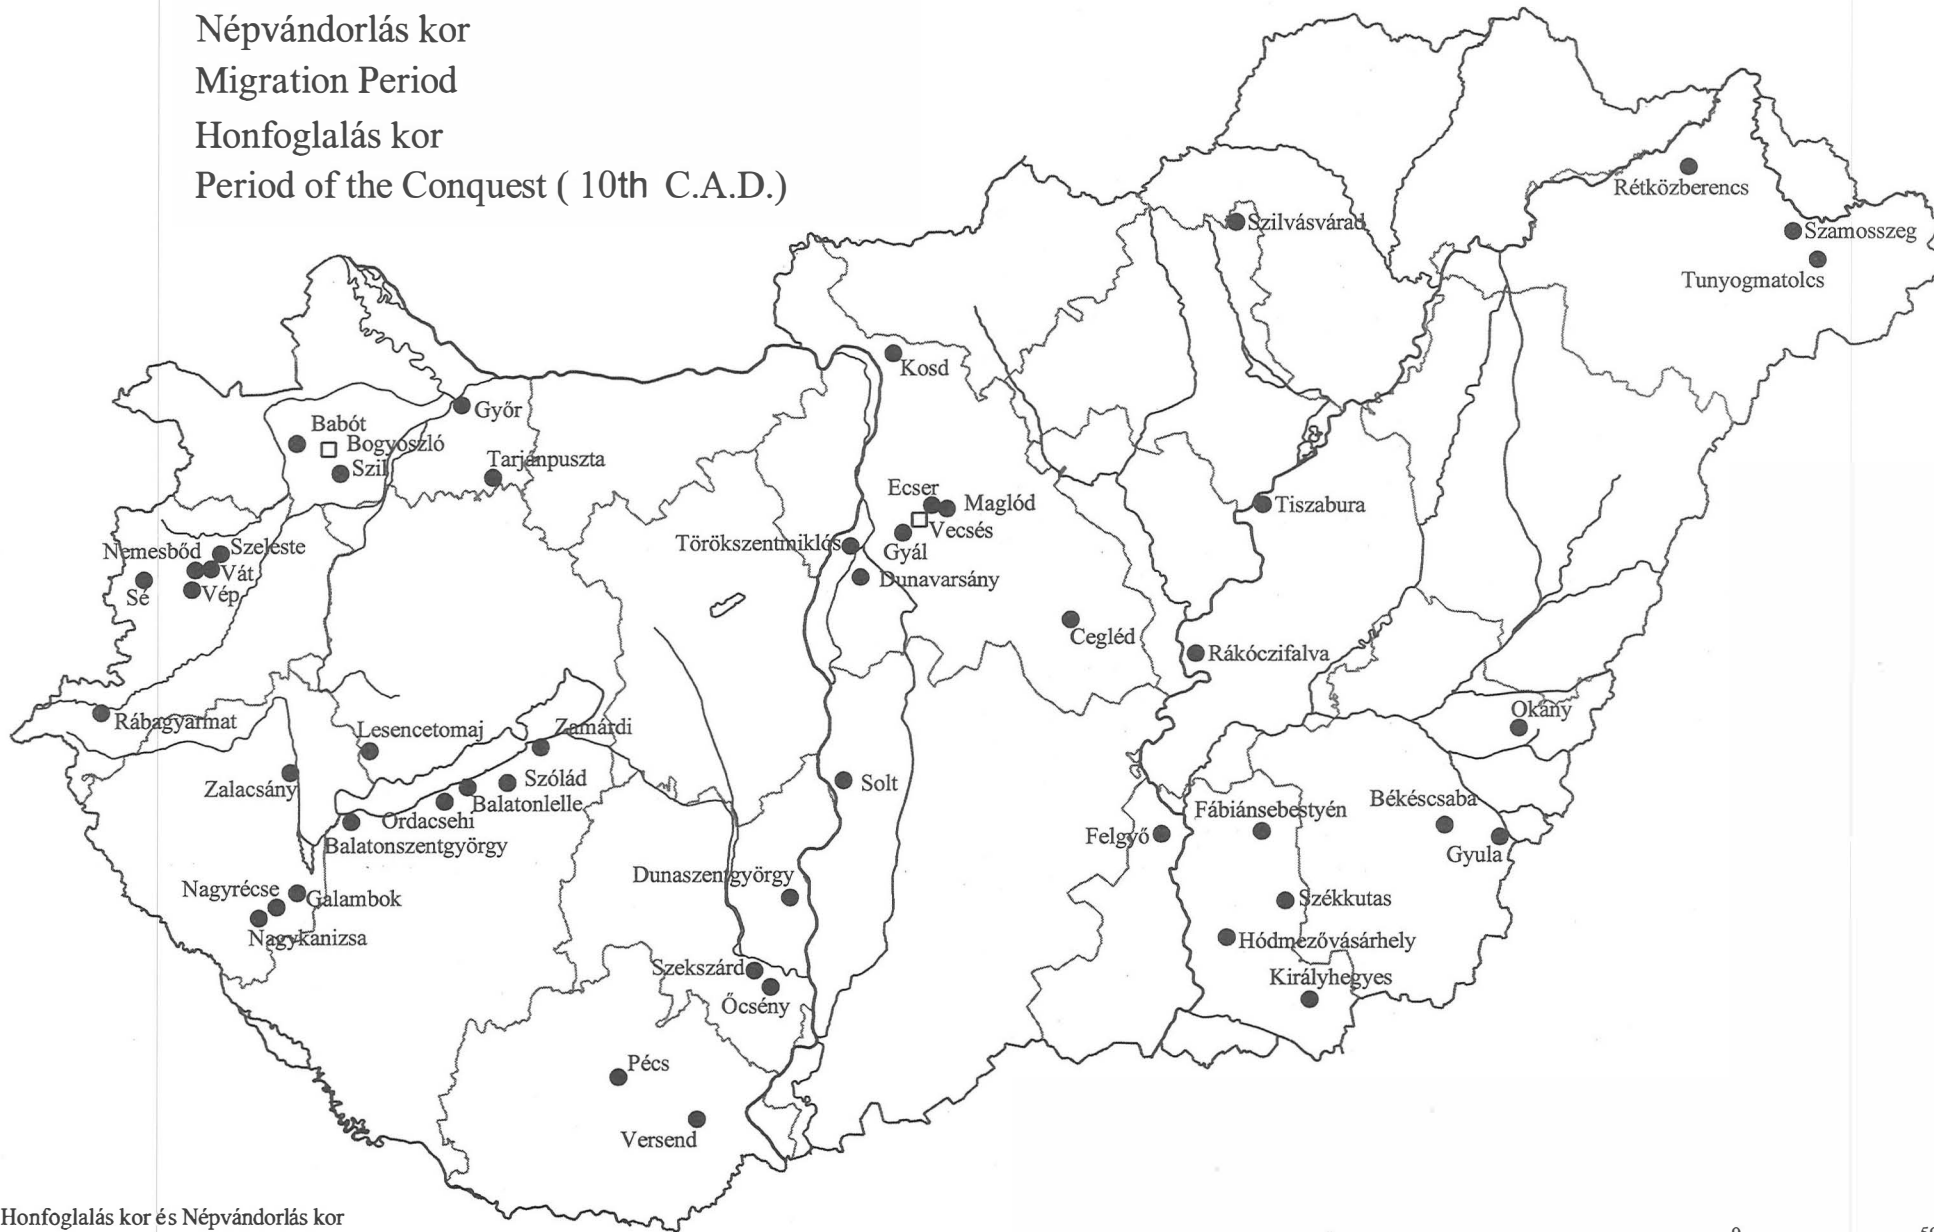 Népvándorlás kor
Migration Period
Honfoglalás kor
Period of the Conquest ( 10th C.A.D.)
Rétközberencs
Szilvásvárad
Szamosszeg
Tunyogmatolcs
Kosd
Győr
Babót
Bogyoszló
Szil
Tarjánpuszta
Ecser
Maglód
Tiszabura
Vecsés
Törökszentmiklós
Gyál
Nemesbőd
Szeleste
Vát
Dunavarsány
Sé
Vép
Cegléd
Rákóczifalva
Rábagyarmat
Lesencetomaj
Zamárdi
Okány
Zalacsány
Szólád
Solt
Balatonlelle
Ordacsehi
Balatonszentgyörgy
Fábiánsebestyén
Békéscsaba
Felgyő
Gyula
Dunaszentgyörgy
Nagyrécse
Galambok
Székkutas
Nagykanizsa
Hódmezővásárhely
Szekszárd
Királyhegyes
Őcsény
Pécs
Versend
Honfoglalás kor és Népvándorlás kor